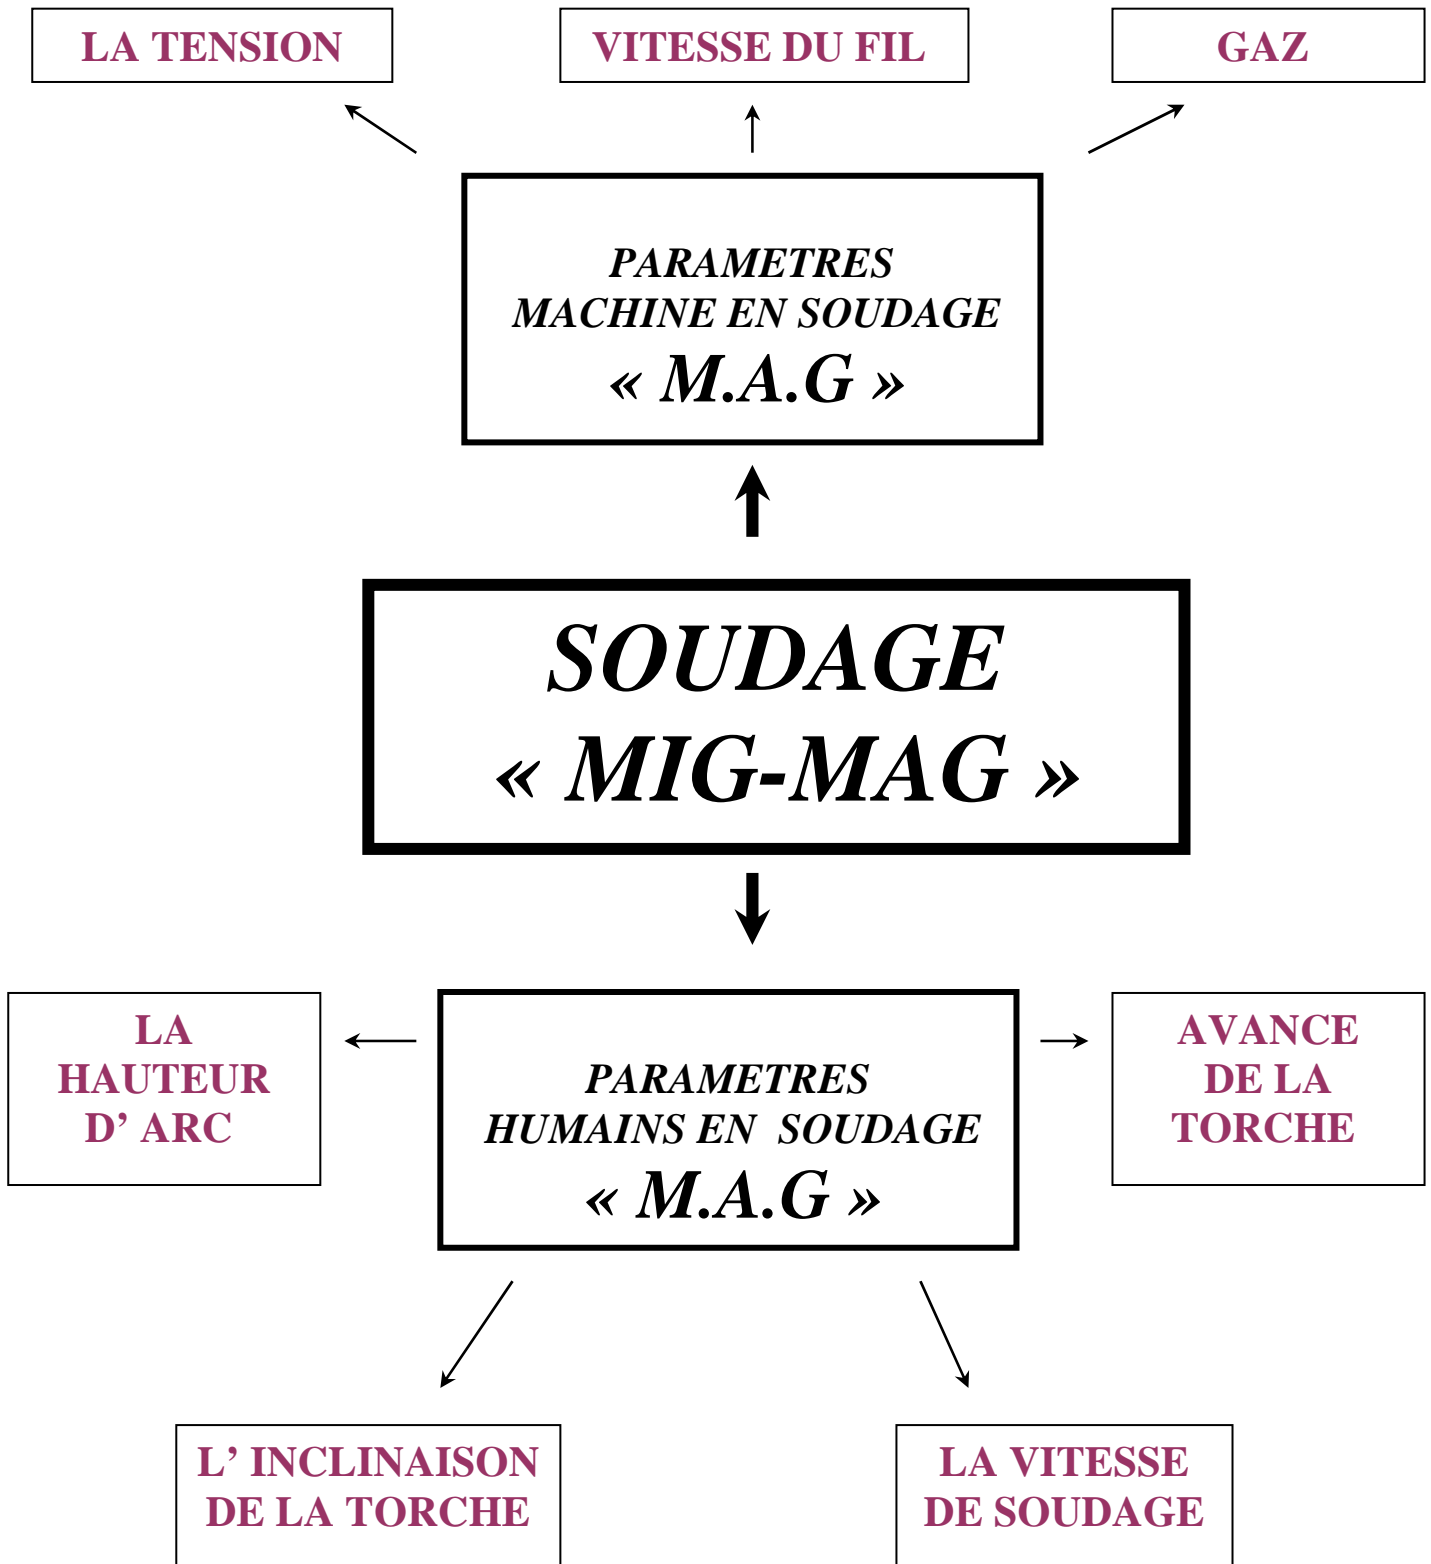 LA TENSION
VITESSE DU FIL
GAZ
PARAMETRES
MACHINE EN SOUDAGE
« M.A.G »
SOUDAGE
« MIG-MAG »
LA
HAUTEUR
D’ ARC
PARAMETRES
HUMAINS EN  SOUDAGE
« M.A.G »
AVANCE
DE LA
TORCHE
L’ INCLINAISON
DE LA TORCHE
LA VITESSE
DE SOUDAGE